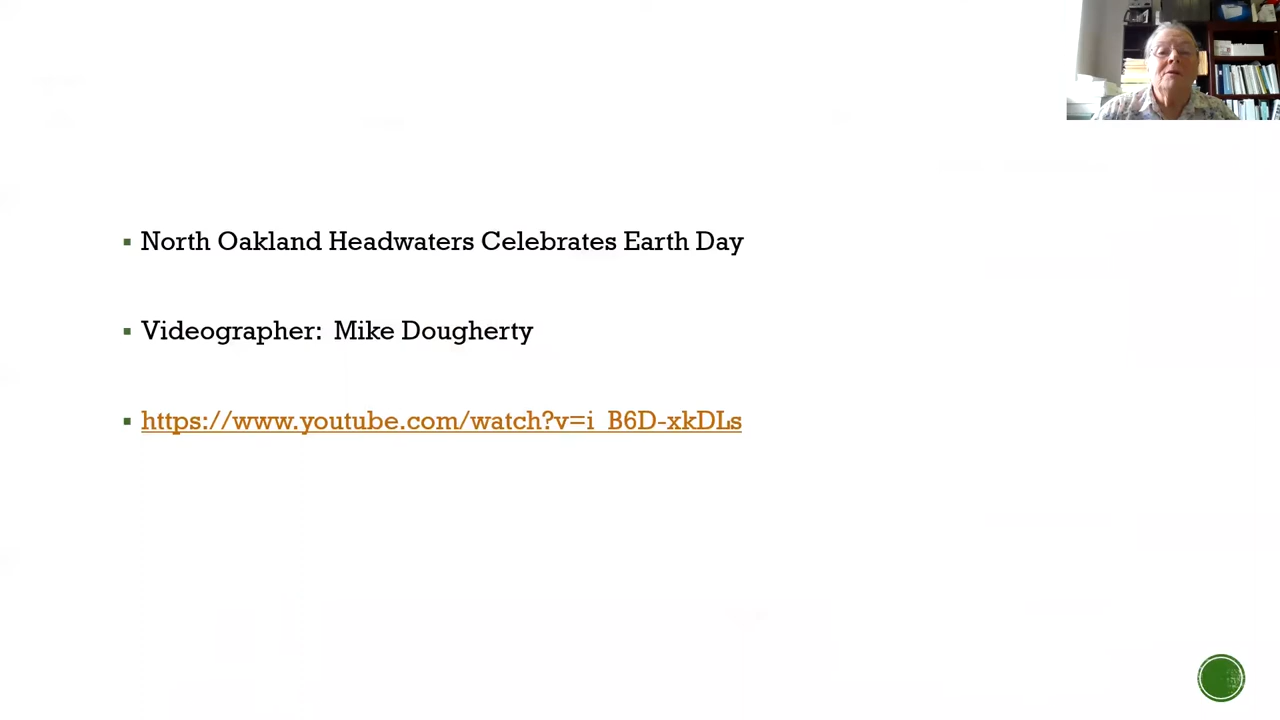 North Oakland Headwaters Celebrates Earth Day
Videographer: Mike Dougherty
https://www.youtube.com/watch?v=i_B6D-xkDLs